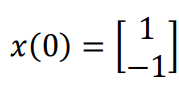 x(0) = [1
-1]